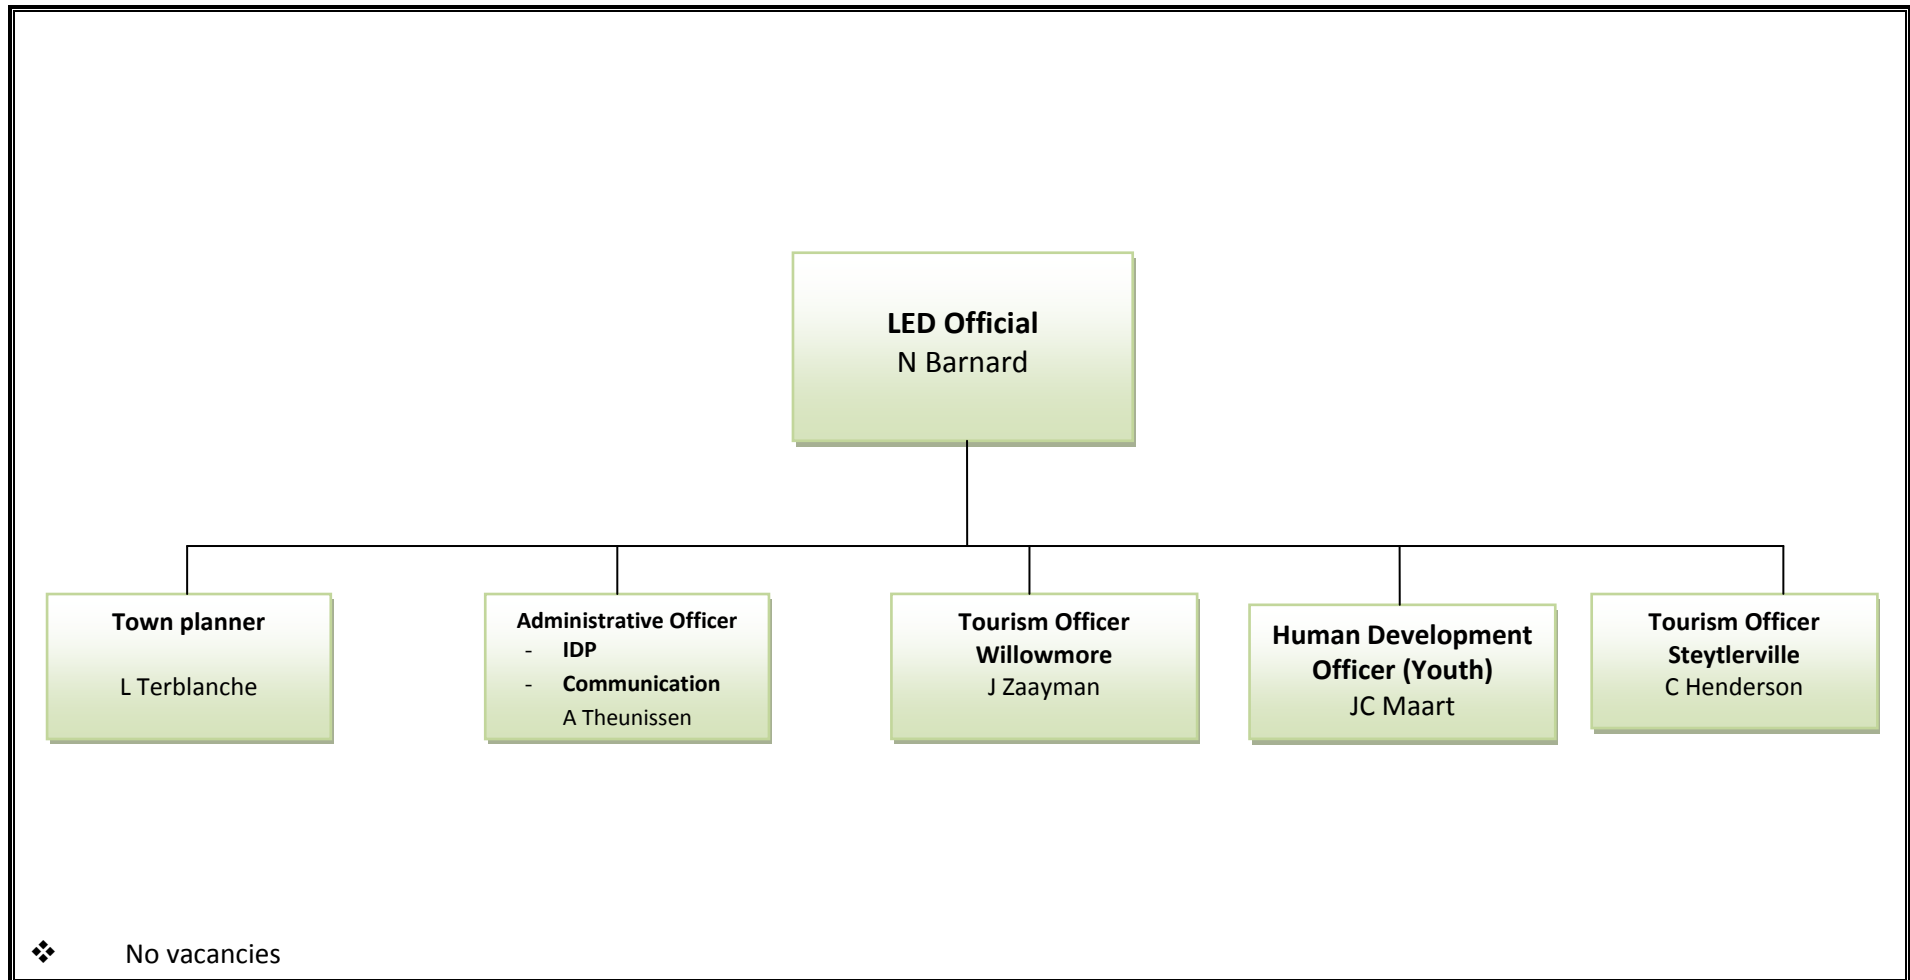 LED Official
N Barnard
Town planner
L Terblanche
Administrative Officer
- IDP
- Communication
A Theunissen
Tourism Officer
Willowmore
J Zaayman
Human Development
Officer (Youth)
JC Maart
Tourism Officer
Steytlerville
C Henderson
❖ No vacancies